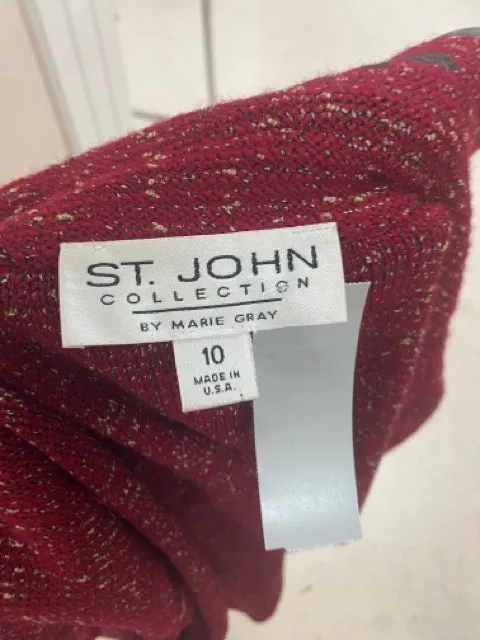 ST. JOHN
COLLECTION
BY MARIE GRAY
10
MADE IN
U.S.A.